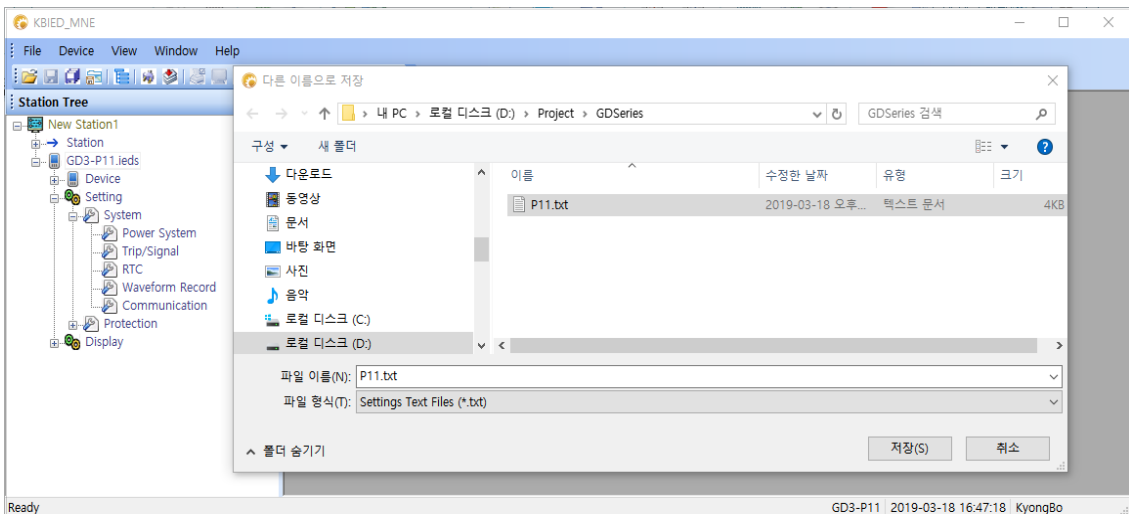 KBIED_MNE
File Device View Window Help
Station Tree
New Station1
Station
GD3-P11.ieds
Device
Setting
System
Power System
Trip/Signal
RTC
Waveform Record
Communication
Protection
Display
다른 이름으로 저장
내 PC > 로컬 디스크 (D:) > Project > GDSeries
GDSeries 검색
구성 새 폴더
다운로드
동영상
문서
바탕 화면
사진
음악
로컬 디스크 (C:)
로컬 디스크 (D:)
이름 수정한 날짜 유형 크기
P11.txt 2019-03-18 오후... 텍스트 문서 4KB
파일 이름(N): P11.txt
파일 형식(T): Settings Text Files (*.txt)
폴더 숨기기
저장(S) 취소
Ready GD3-P11 2019-03-18 16:47:18 KyongBo